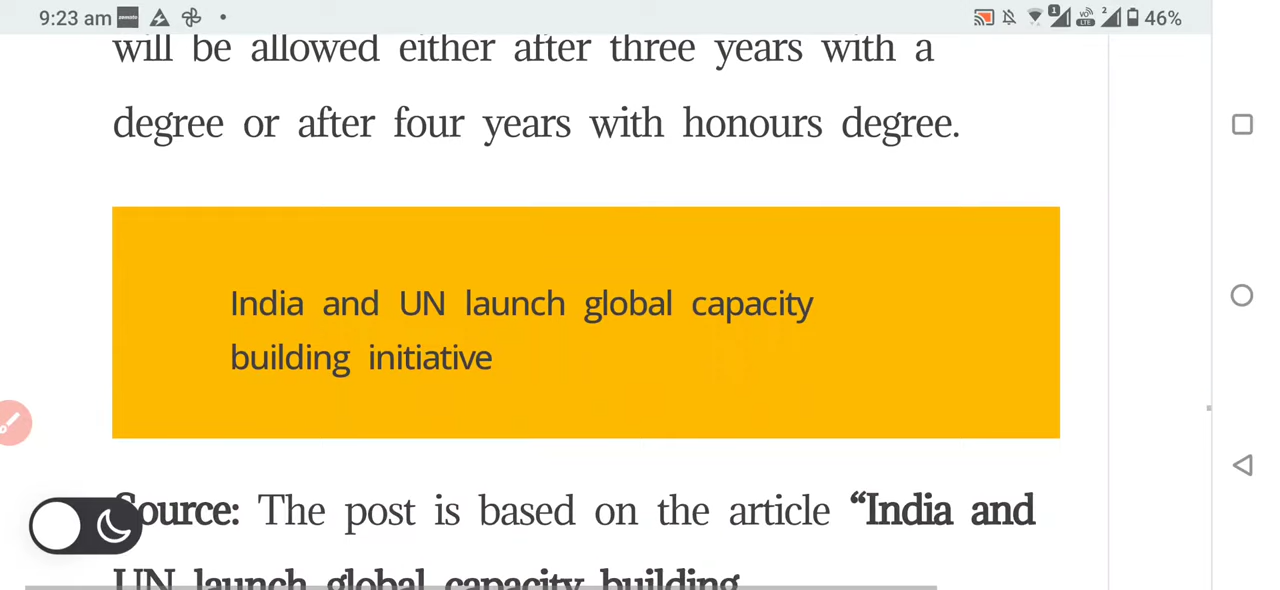 9:23 am
46%
will be allowed either after three years with a
degree or after four years with honours degree.
India and UN launch global capacity
building initiative
Source: The post is based on the article “India and
UN launch global capacity building